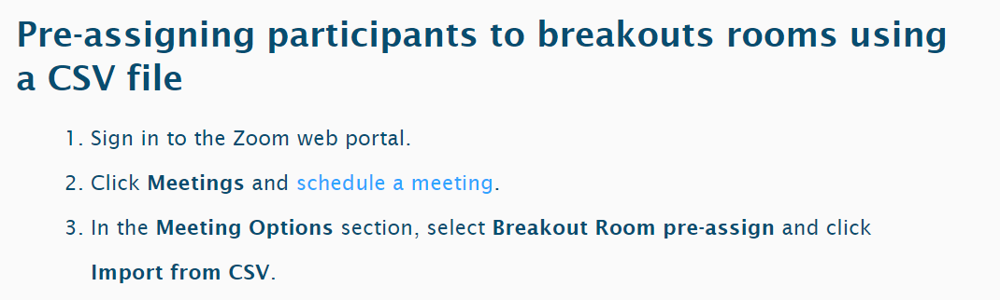 Pre-assigning participants to breakouts rooms using
a CSV file
1. Sign in to the Zoom web portal.
2. Click Meetings and schedule a meeting.
3. In the Meeting Options section, select Breakout Room pre-assign and click
Import from CSV.